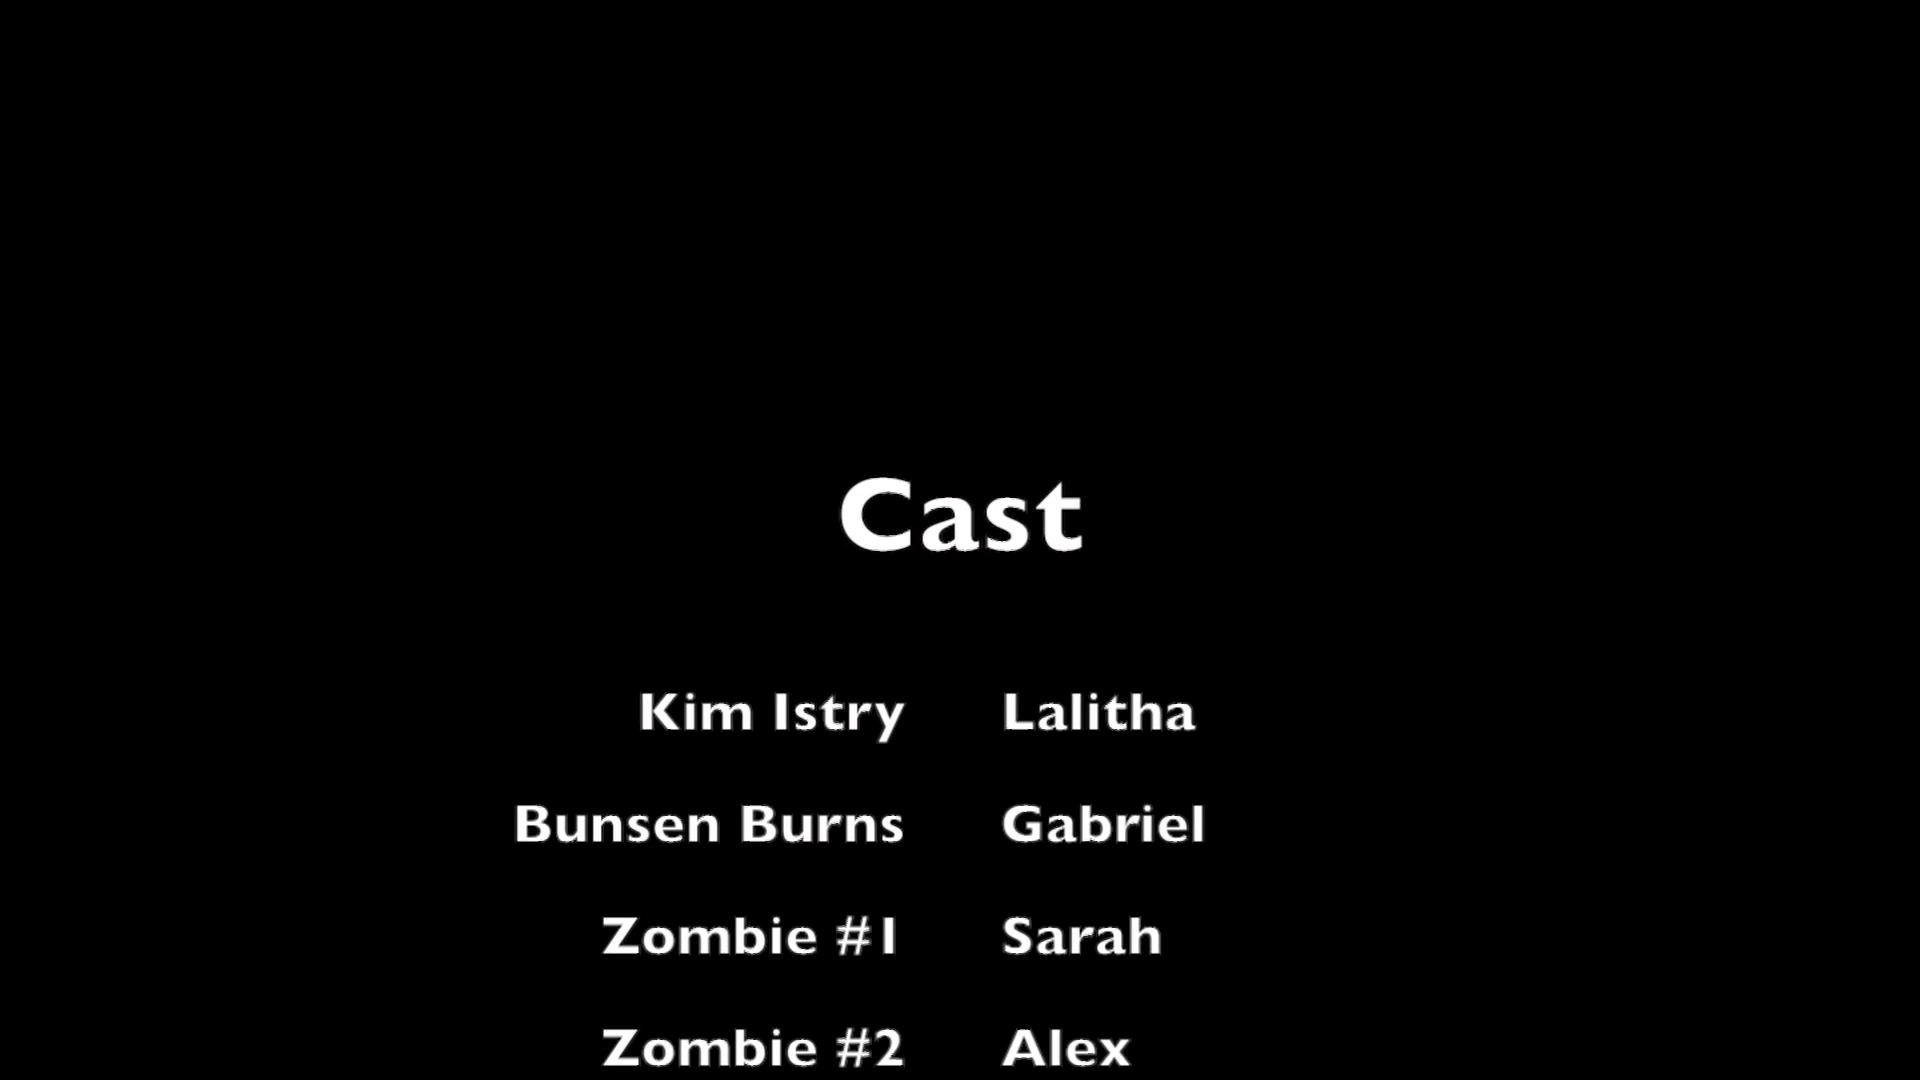 Cast
Kim Istry Lalitha
Bunsen Burns Gabriel
Zombie #1 Sarah
Zombie #2 Alex